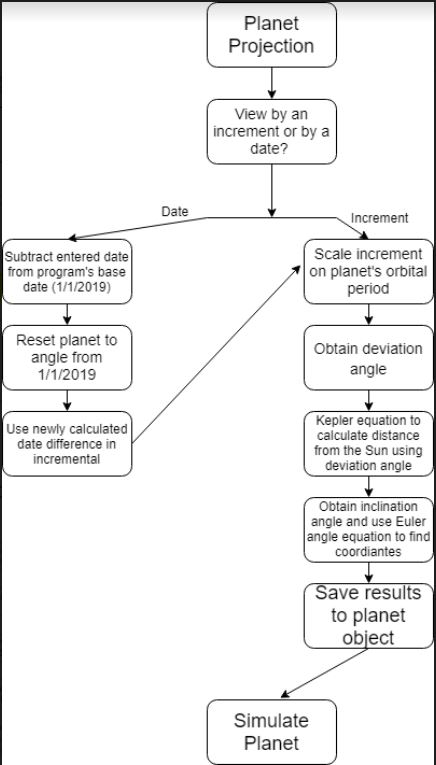 Planet
Projection
View by an
increment or by a
date?
Date
Increment
Subtract entered date
from program's base
date (1/1/2019)
Scale increment
on planet's orbital
period
Reset planet to
angle from
1/1/2019
Obtain deviation
angle
Use newly calculated
date difference in
incremental
Kepler equation to
calculate distance
from the Sun using
deviation angle
Obtain inclination
angle and use Euler
angle equation to find
coordiantes
Save results
to planet
object
Simulate
Planet